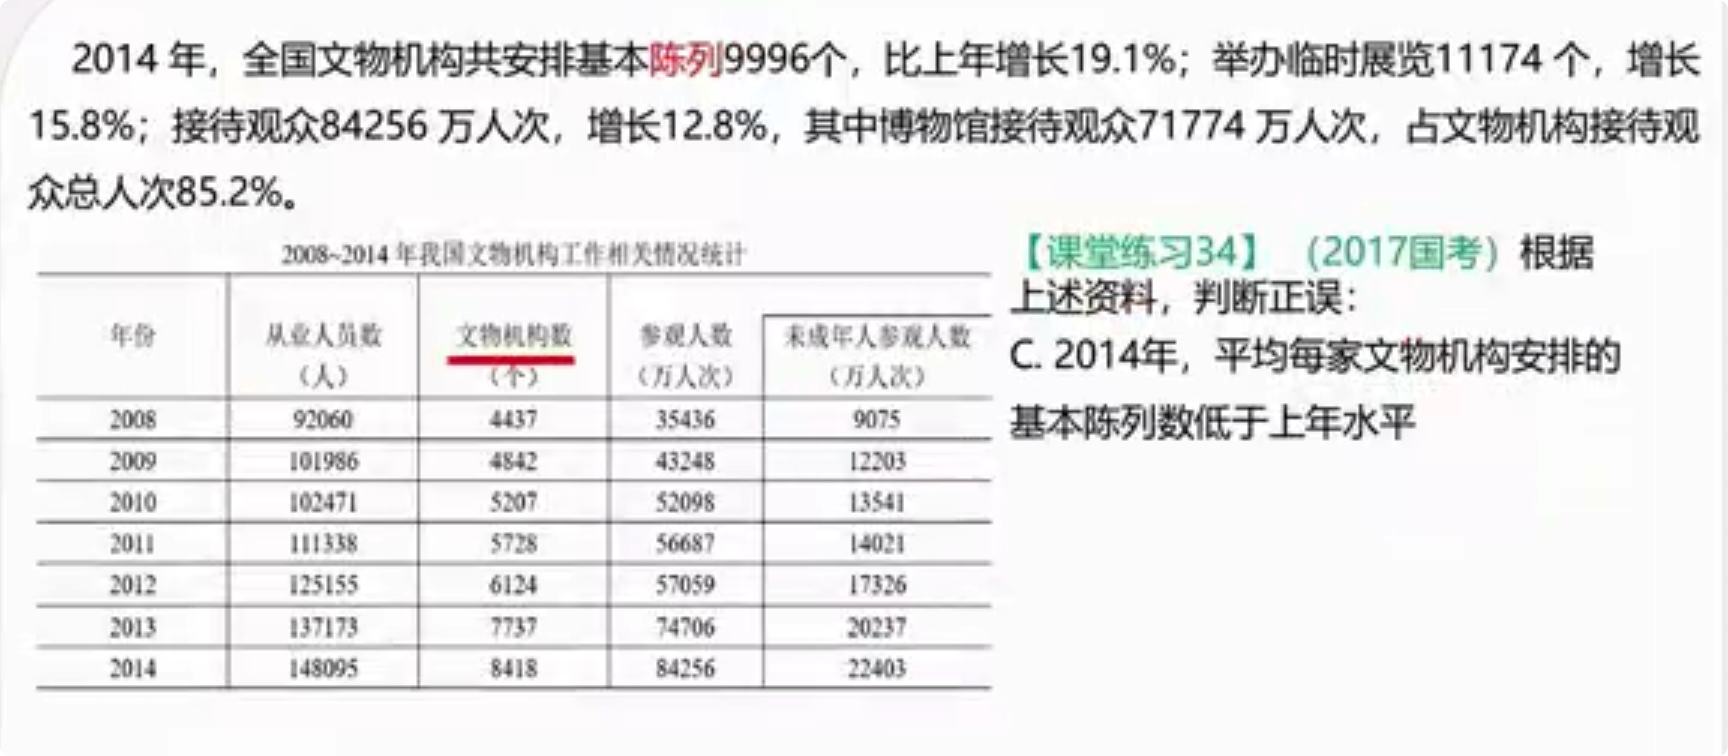 2014 年，全国文物机构共安排基本陈列9996个，比上年增长19.1%；举办临时展览11174 个，增长
15.8%；接待观众84256 万人次，增长12.8%，其中博物馆接待观众71774 万人次，占文物机构接待观
众总人次85.2%。
2008~2014 年我国文物机构工作相关情况统计
年份 从业人员数（人） 文物机构数（个） 参观人数（万人次） 未成年人参观人数（万人次）
2008 92060 4437 35436 9075
2009 101986 4842 43248 12203
2010 102471 5207 52098 13541
2011 111338 5728 56687 14021
2012 125155 6124 57059 17326
2013 137173 7737 74706 20237
2014 148095 8418 84256 22403
【课堂练习34】（2017国考）根据
上述资料，判断正误：
C. 2014年，平均每家文物机构安排的
基本陈列数低于上年水平